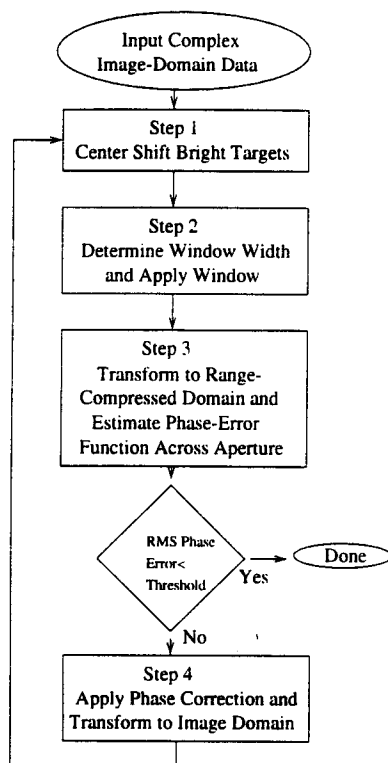 Input Complex
Image-Domain Data
Step 1
Center Shift Bright Targets
Step 2
Determine Window Width
and Apply Window
Step 3
Transform to Range-
Compressed Domain and
Estimate Phase-Error
Function Across Aperture
RMS Phase
Error<
Threshold
Yes
Done
No
Step 4
Apply Phase Correction and
Transform to Image Domain